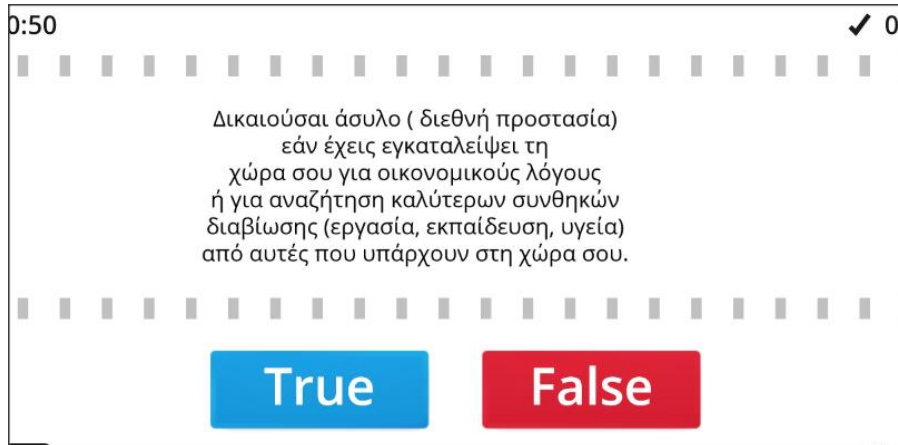 0:50
✓ 0
Δικαιούσαι άσυλο ( διεθνή προστασία)
εάν έχεις εγκαταλείψει τη
χώρα σου για οικονομικούς λόγους
ή για αναζήτηση καλύτερων συνθηκών
διαβίωσης (εργασία, εκπαίδευση, υγεία)
από αυτές που υπάρχουν στη χώρα σου.
True
False